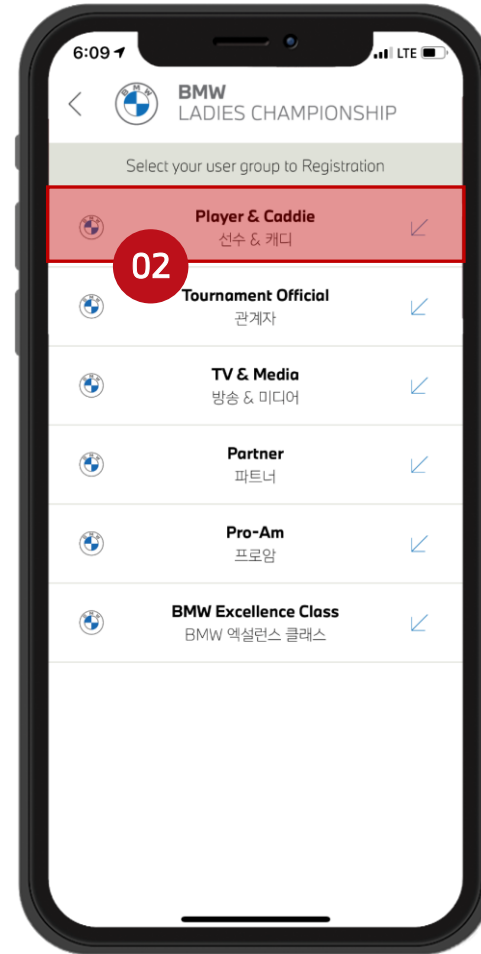 6:09
LTE
BMW
LADIES CHAMPIONSHIP
Select your user group to Registration
Player & Caddie
선수 & 캐디
02
Tournament Official
관계자
TV & Media
방송 & 미디어
Partner
파트너
Pro-Am
프로암
BMW Excellence Class
BMW 엑설런스 클래스